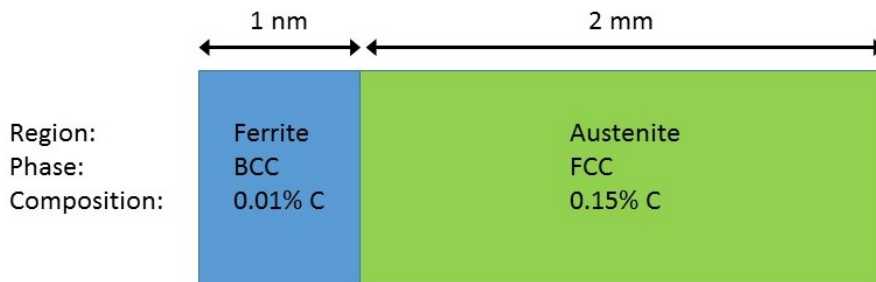 1 nm 2 mm
Region: Ferrite Austenite
Phase: BCC FCC
Composition: 0.01% C 0.15% C